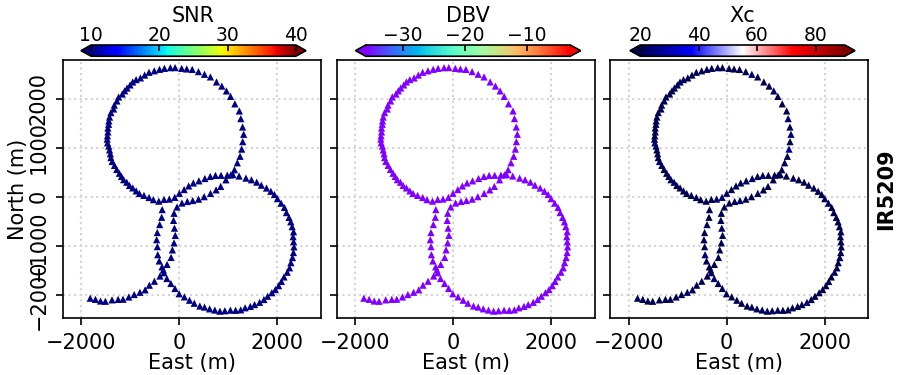 SNR DBV Xc
10 20 30 40 −30 −20 −10 20 40 60 80
North (m)
2000
1000
0
−1000
−2000
IR5209
−2000 0 2000 −2000 0 2000 −2000 0 2000
East (m) East (m) East (m)